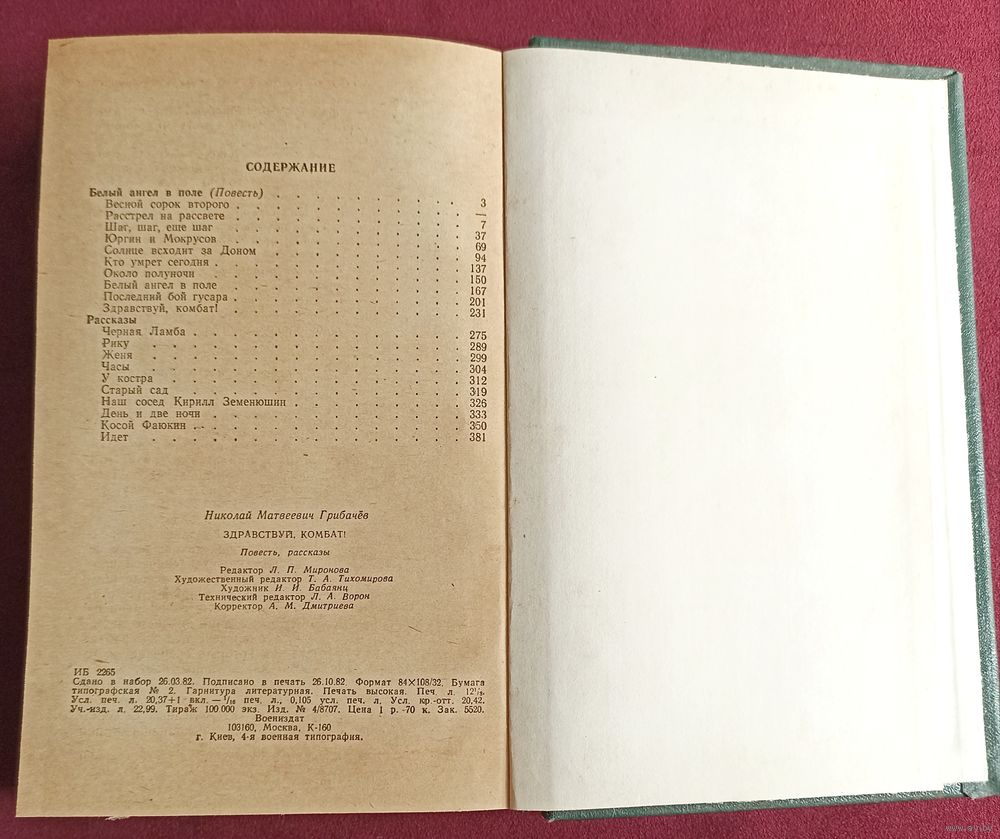 СОДЕРЖАНИЕ
Белый ангел в поле (Повесть) . . . . . . . . . 3
Весной сорок второго . . . . . . . . . —
Расстрел на рассвете . . . . . . . . . 7
Шаг, шаг, еще шаг . . . . . . . . . 37
Юргин и Мокрусов . . . . . . . . . 69
Солнце всходит за Доном . . . . . . . . . 94
Кто умрет сегодня . . . . . . . . . 137
Около полуночи . . . . . . . . . 150
Белый ангел в поле . . . . . . . . . 167
Последний бой гусара . . . . . . . . . 201
Здравствуй, комбат! . . . . . . . . . 231
Рассказы
Черная Ламба . . . . . . . . . 275
Рику . . . . . . . . . 289
Женя . . . . . . . . . 299
Часы . . . . . . . . . 304
У костра . . . . . . . . . 312
Старый сад . . . . . . . . . 319
Наш сосед Кирилл Земенюшин . . . . . . . . . 326
День и две ночи . . . . . . . . . 333
Косой Фаюкин . . . . . . . . . 350
Идет . . . . . . . . . 381
Николай Матвеевич Грибачёв
ЗДРАВСТВУЙ, КОМБАТ!
Повесть, рассказы
Редактор Л. П. Миронова
Художественный редактор Т. А. Тихомирова
Художник И. И. Бабаянц
Технический редактор Л. А. Ворон
Корректор А. М. Дмитриева
ИБ 2265
Сдано в набор 26.03.82. Подписано в печать 26.10.82. Формат 84×108/32. Бумага
типографская № 2. Гарнитура литературная. Печать высокая. Печ. л. 12
Усл. печ. л. 20,37+1 вкл. — 1/16 печ. л., 0,105 усл. печ. л. Усл. кр.-отт. 20,42.
Уч.-изд. л. 22,99. Тираж 100.000 экз. Изд. № 4/8707. Цена 1 р. 70 к. Зак. 5520.
Воениздат
103160, Москва, К-160
г. Киев, 4-я военная типография.